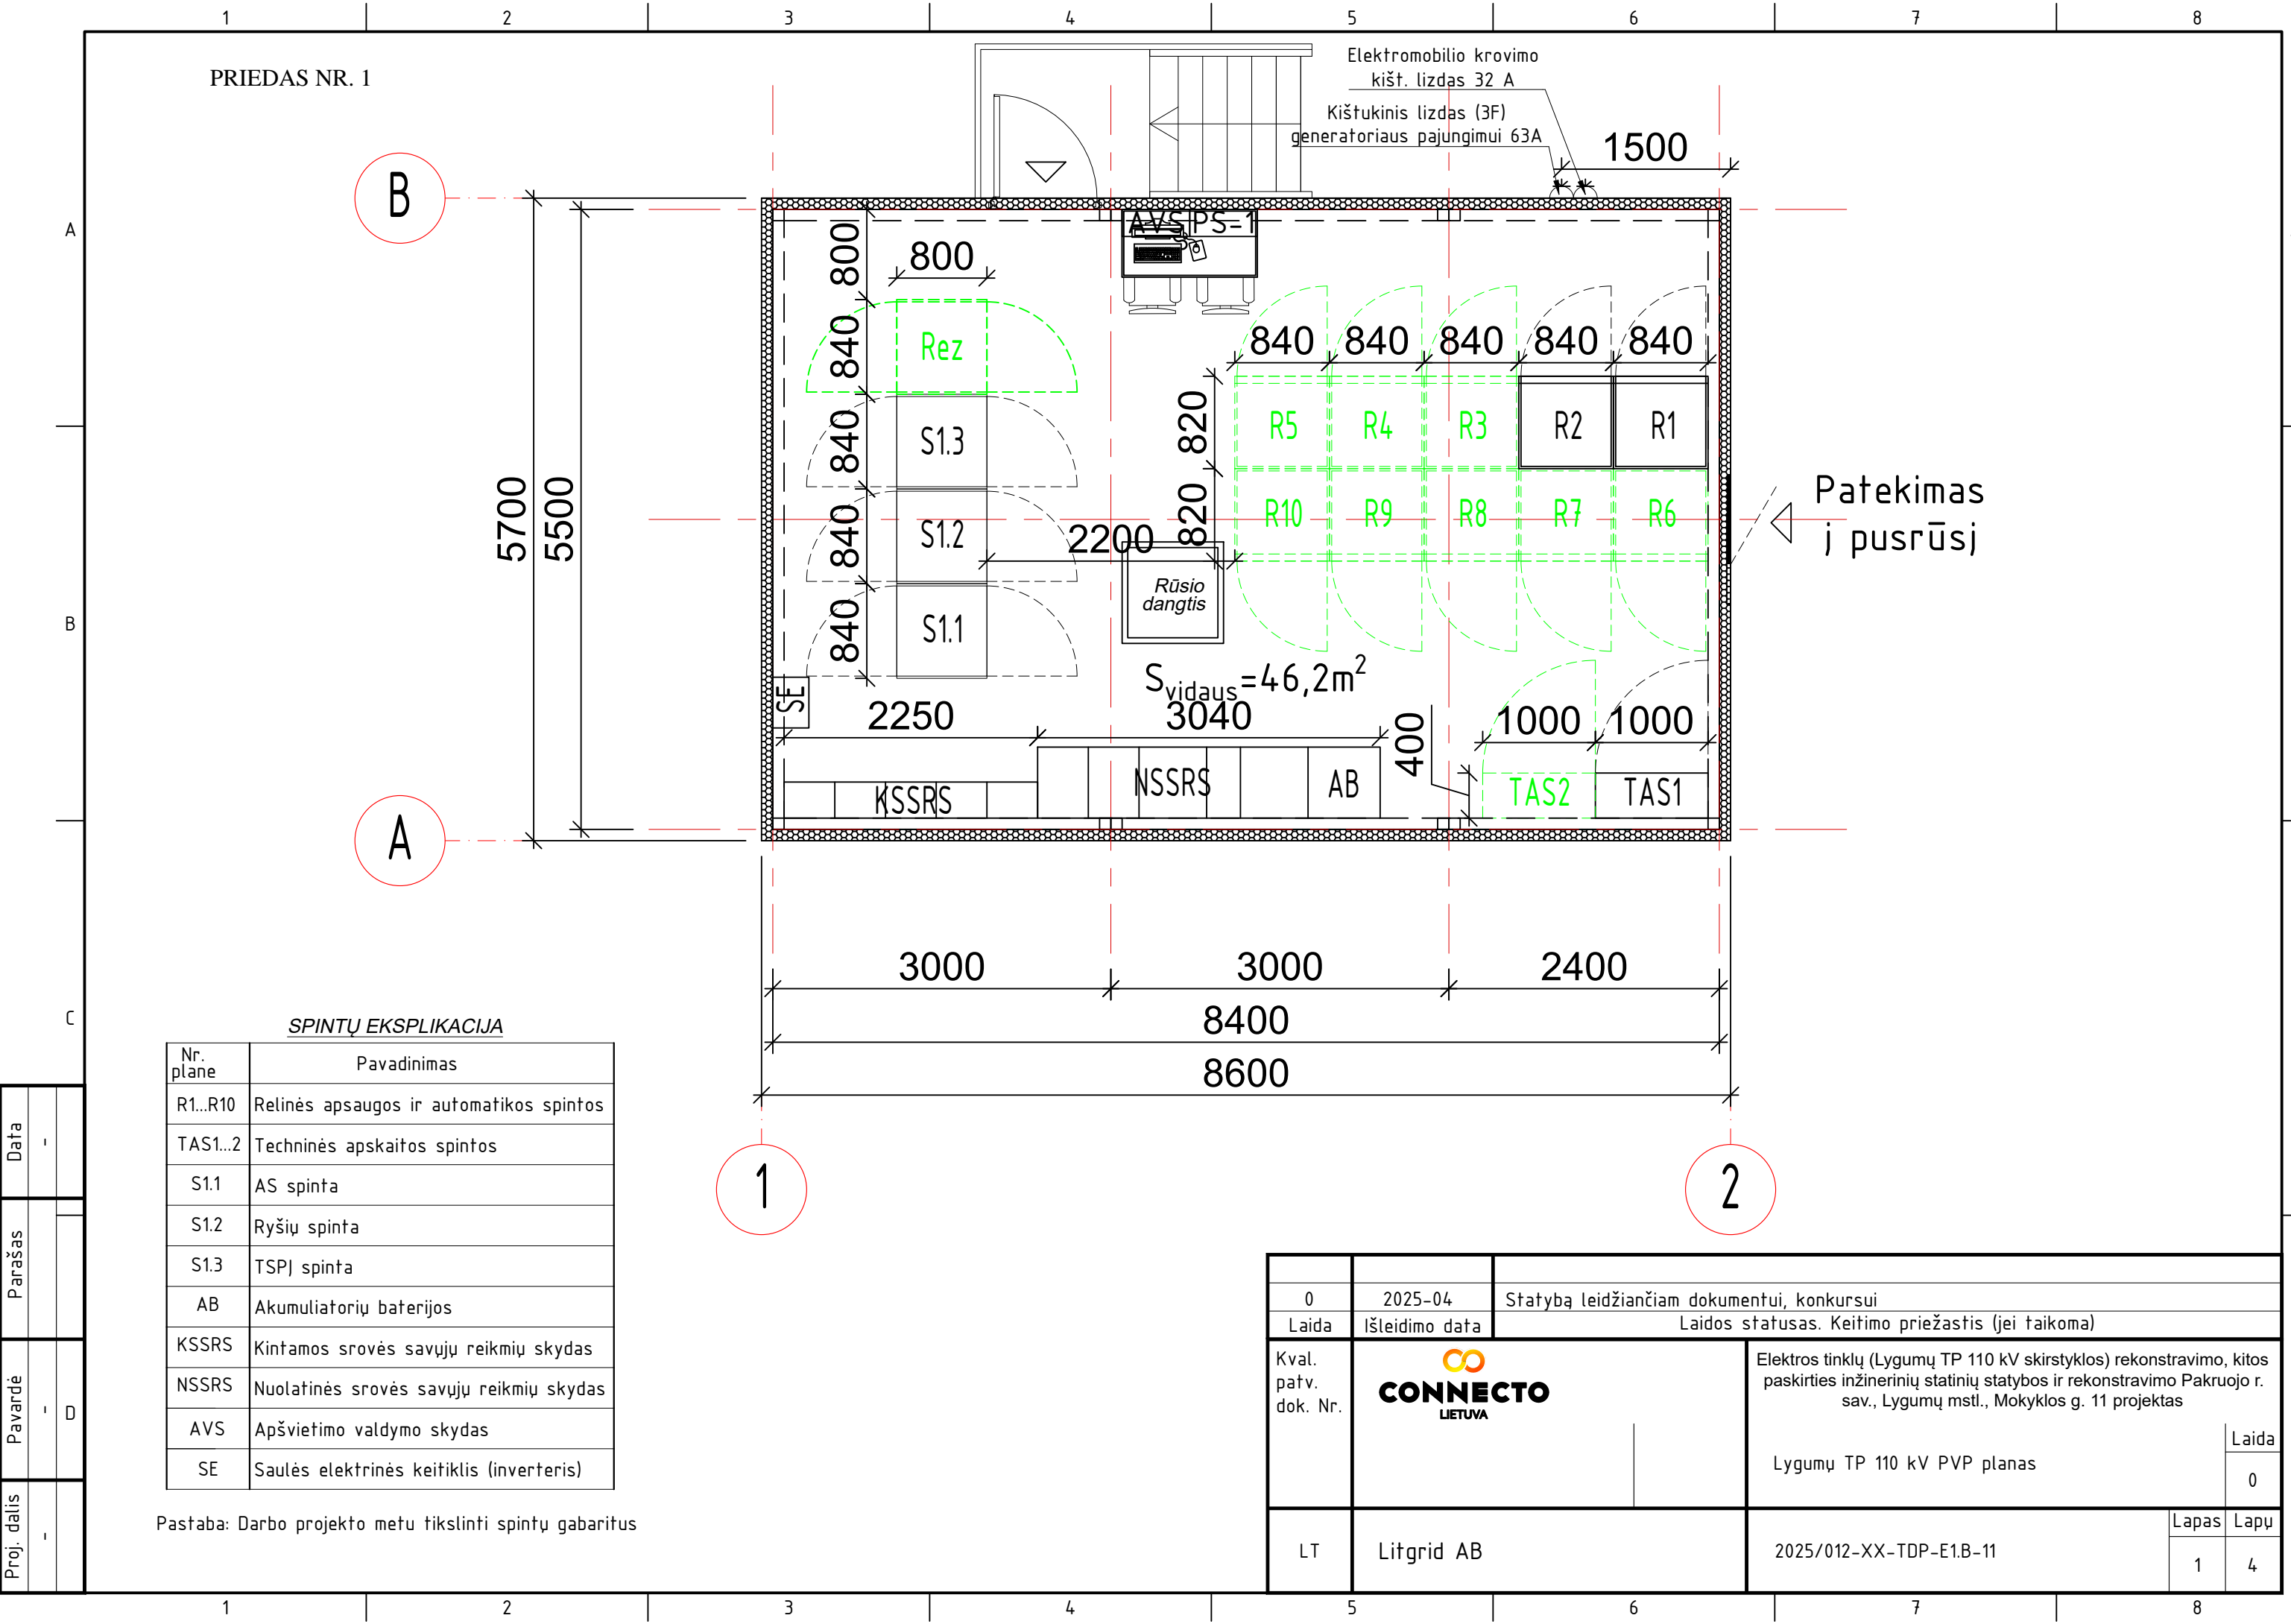 1 2 3 4 5 6 7 8
PRIEDAS NR. 1
Elektromobilio krovimo
kišt. lizdas 32 A
Kištukinis lizdas (3F)
generatoriaus pajungimui 63A
1500
B
A
AVS PS-1
800
800
840
Rez
840 840 840 840 840
840
S1.3
820
R5 R4 R3 R2 R1
5700
5500
840
S1.2
2200
820
R10 R9 R8 R7 R6
Patekimas
į pusrūsį
Rūsio
dangtis
840
S1.1
B
Svidaus=46,2m²
SE
2250
3040
400
1000 1000
KSSRS
NSSRS
AB
TAS2
TAS1
A
3000 3000 2400
8400
8600
C
1
2
SPINTŲ EKSPLIKACIJA
Nr.
plane
Pavadinimas
R1...R10 Relinės apsaugos ir automatikos spintos
TAS1...2 Techninės apskaitos spintos
S1.1 AS spinta
S1.2 Ryšių spinta
S1.3 TSPĮ spinta
AB Akumuliatorių baterijos
KSSRS Kintamos srovės savųjų reikmių skydas
NSSRS Nuolatinės srovės savųjų reikmių skydas
AVS Apšvietimo valdymo skydas
SE Saulės elektrinės keitiklis (inverteris)
Pastaba: Darbo projekto metu tikslinti spintų gabaritus
Data -
Parašas
Pavardė -
D
Proj. dalis -
0 2025-04 Statybą leidžiančiam dokumentui, konkursui
Laida Išleidimo data Laidos statusas. Keitimo priežastis (jei taikoma)
Kval.
patv.
dok. Nr.
CONNECTO
LIETUVA
Elektros tinklų (Lygumų TP 110 kV skirstyklos) rekonstravimo, kitos
paskirties inžinerinių statinių statybos ir rekonstravimo Pakruojo r.
sav., Lygumų mstl., Mokyklos g. 11 projektas
Lygumų TP 110 kV PVP planas
Laida
0
LT
Litgrid AB
2025/012-XX-TDP-E1.B-11
Lapas Lapų
1 4
1 2 3 4 5 6 7 8